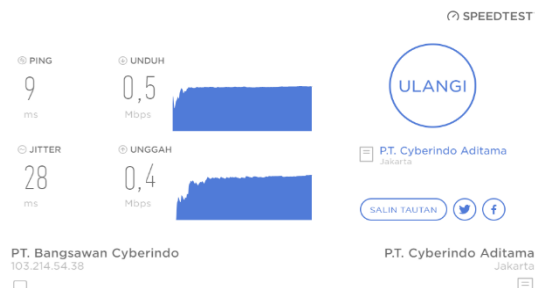 SPEEDTEST
PING
9
ms
UNDUH
0,5
Mbps
JITTER
28
ms
UNGGAH
0,4
Mbps
ULANGI
P.T. Cyberindo Aditama
Jakarta
SALIN TAUTAN
PT. Bangsawan Cyberindo
103.214.54.38
P.T. Cyberindo Aditama
Jakarta